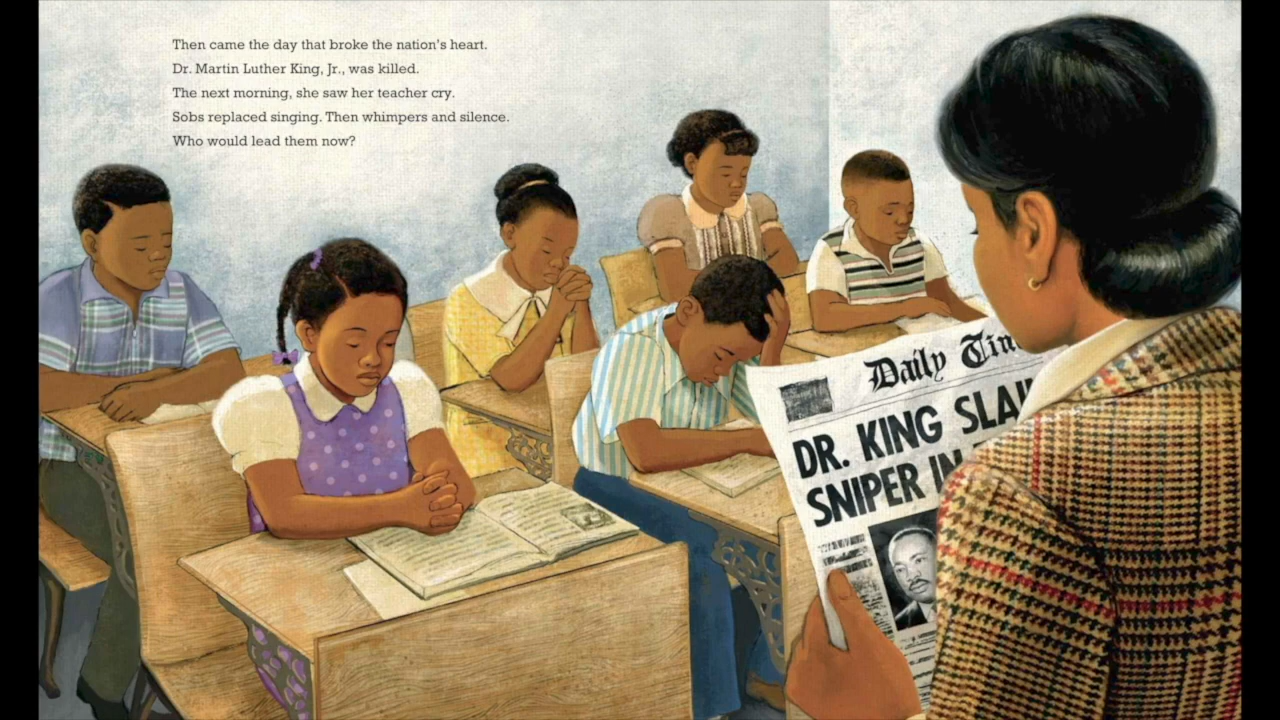 Then came the day that broke the nation's heart.
Dr. Martin Luther King, Jr., was killed.
The next morning, she saw her teacher cry.
Sobs replaced singing. Then whimpers and silence.
Who would lead them now?
Daily
DR. KING
SNIPER IN